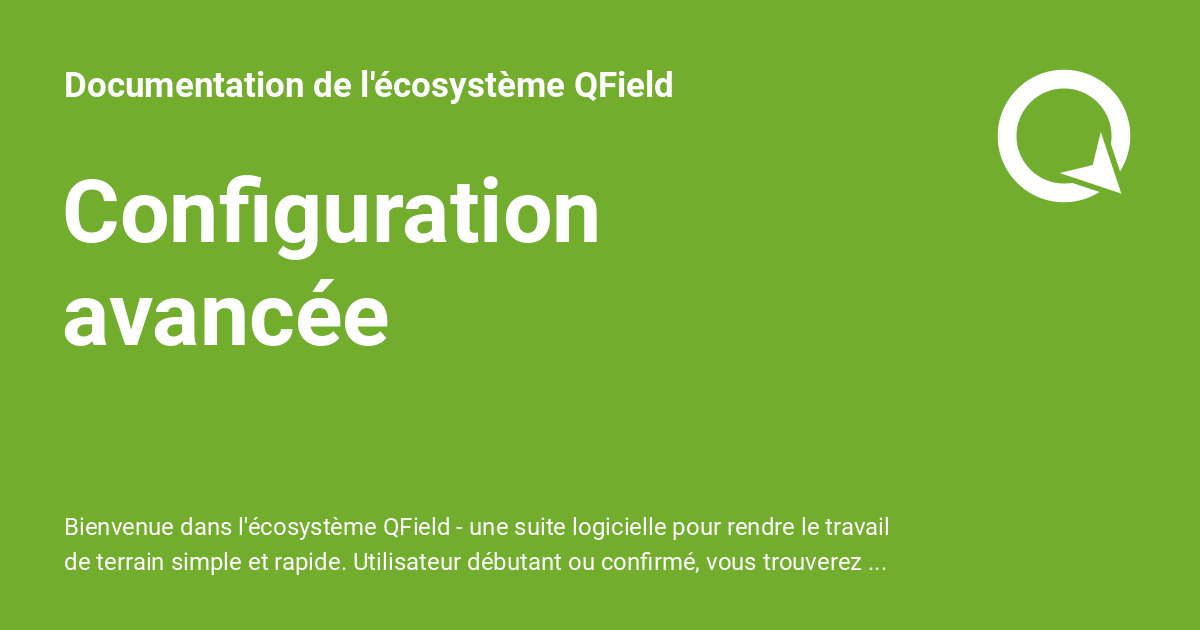 Documentation de l'écosystème QField
Configuration
avancée
Bienvenue dans l'écosystème QField - une suite logicielle pour rendre le travail
de terrain simple et rapide. Utilisateur débutant ou confirmé, vous trouverez ...